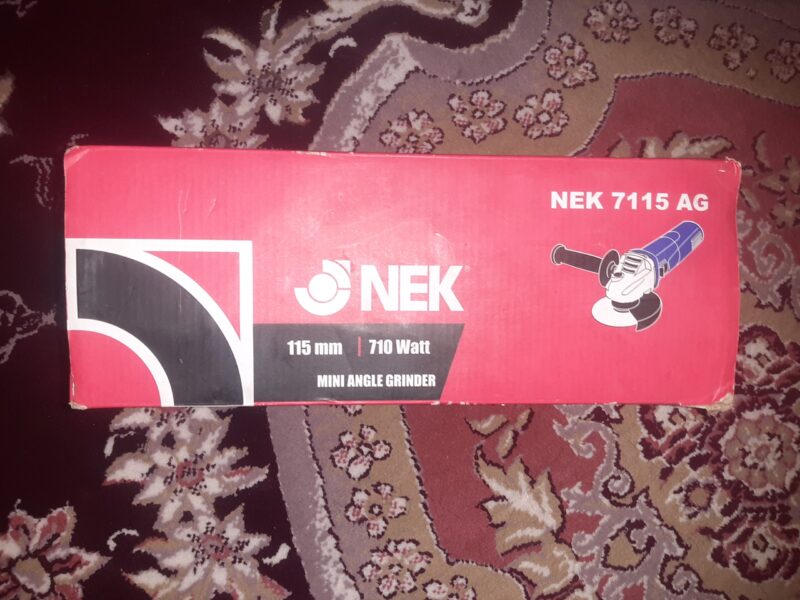 NEK 7115 AG
NEK
115 mm | 710 Watt
MINI ANGLE GRINDER